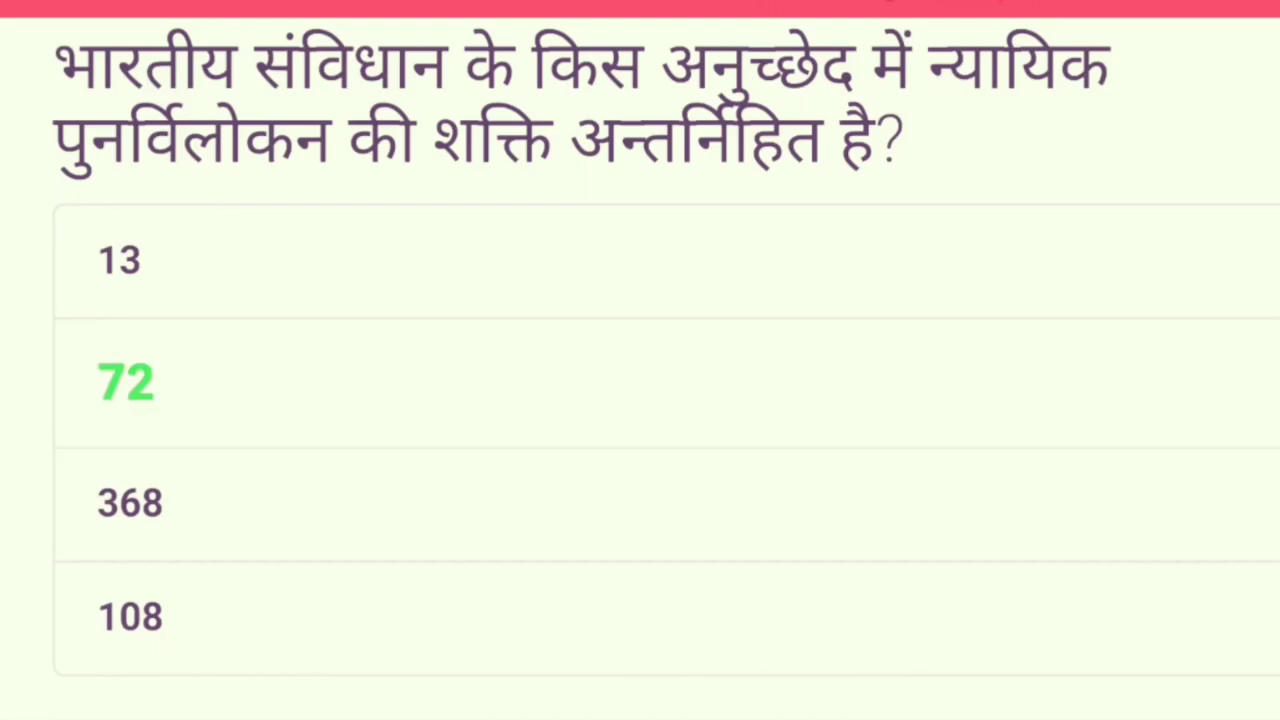 भारतीय संविधान के किस अनुच्छेद में न्यायिक
पुनर्विलोकन की शक्ति अन्तर्निहित है?
13
72
368
108